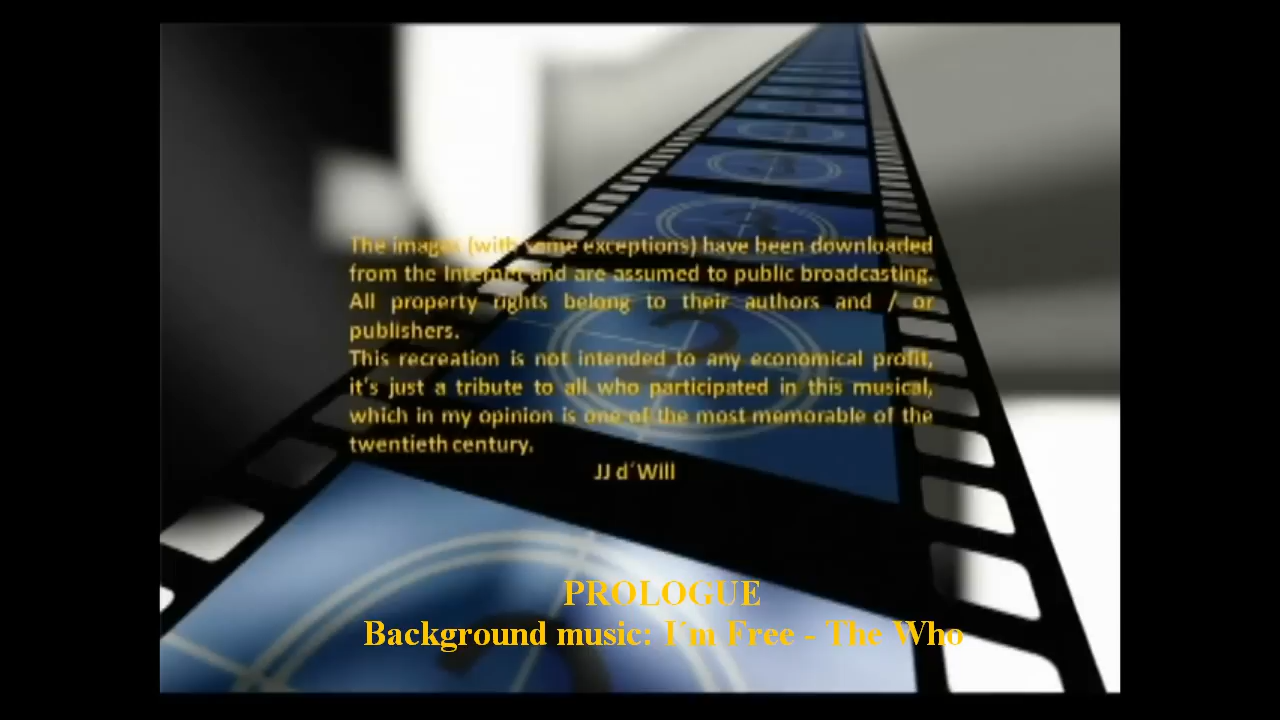 The images (with some exceptions) have been downloaded
from the Internet and are assumed to public broadcasting.
All property rights belong to their authors and / or
publishers.
This recreation is not intended to any economical profit,
it's just a tribute to all who participated in this musical,
which in my opinion is one of the most memorable of the
twentieth century.
JJ d´Will
PROLOGUE
Background music: I´m Free - The Who